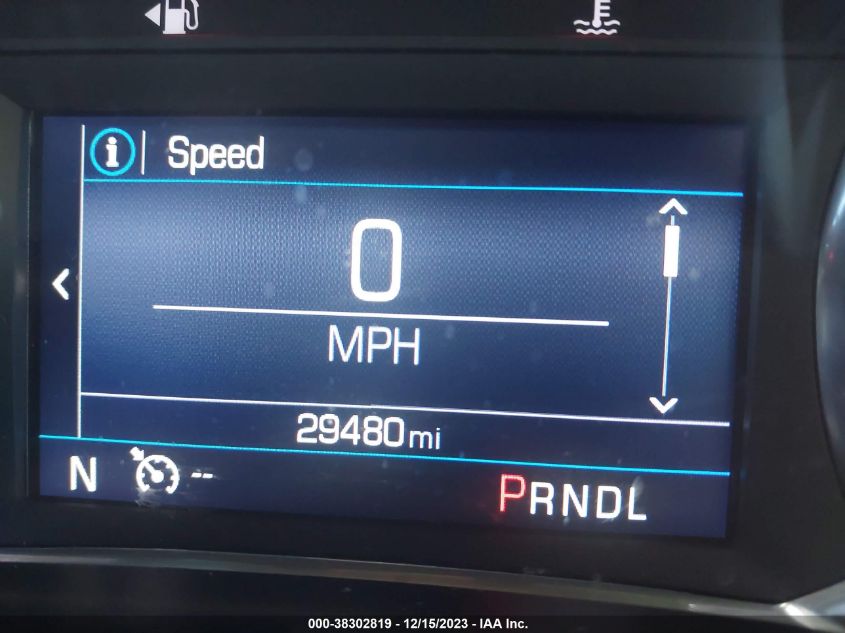 Speed
0
MPH
29480mi
N --
PRNDL
000-38302819 - 12/15/2023 - IAA Inc.